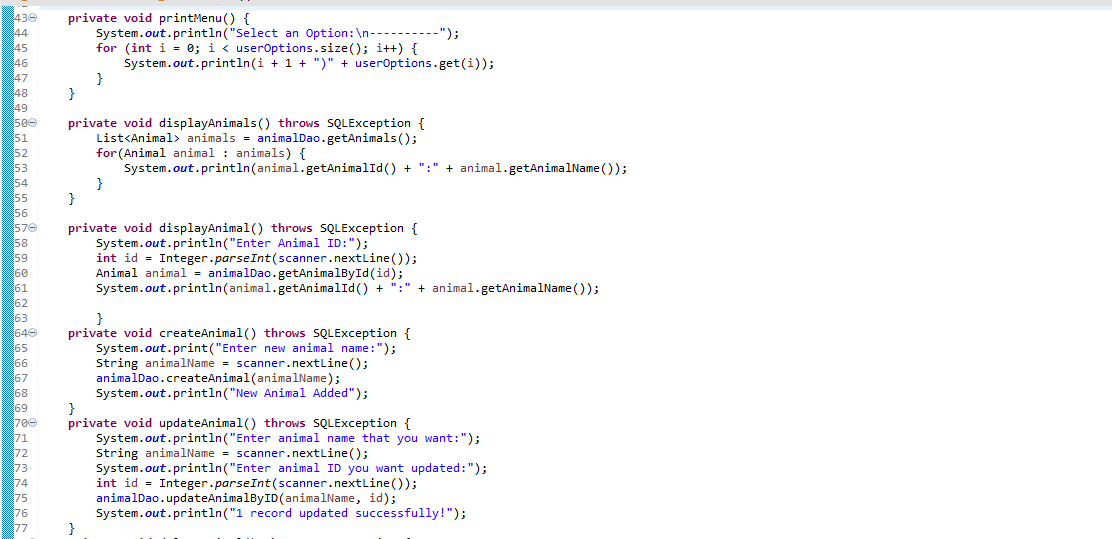 43 private void printMenu() {
44 System.out.println("Select an Option:\n----------");
45 for (int i = 0; i < userOptions.size(); i++) {
46 System.out.println(i + 1 + ")" + userOptions.get(i));
47 }
48 }
49
50 private void displayAnimals() throws SQLException {
51 List<Animal> animals = animalDao.getAnimals();
52 for(Animal animal : animals) {
53 System.out.println(animal.getAnimalId() + ":" + animal.getAnimalName());
54 }
55 }
56
57 private void displayAnimal() throws SQLException {
58 System.out.println("Enter Animal ID:");
59 int id = Integer.parseInt(scanner.nextLine());
60 Animal animal = animalDao.getAnimalById(id);
61 System.out.println(animal.getAnimalId() + ":" + animal.getAnimalName());
62
63 }
64 private void createAnimal() throws SQLException {
65 System.out.print("Enter new animal name:");
66 String animalName = scanner.nextLine();
67 animalDao.createAnimal(animalName);
68 System.out.println("New Animal Added");
69 }
70 private void updateAnimal() throws SQLException {
71 System.out.println("Enter animal name that you want:");
72 String animalName = scanner.nextLine();
73 System.out.println("Enter animal ID you want updated:");
74 int id = Integer.parseInt(scanner.nextLine());
75 animalDao.updateAnimalByID(animalName, id);
76 System.out.println("1 record updated successfully!");
77 }